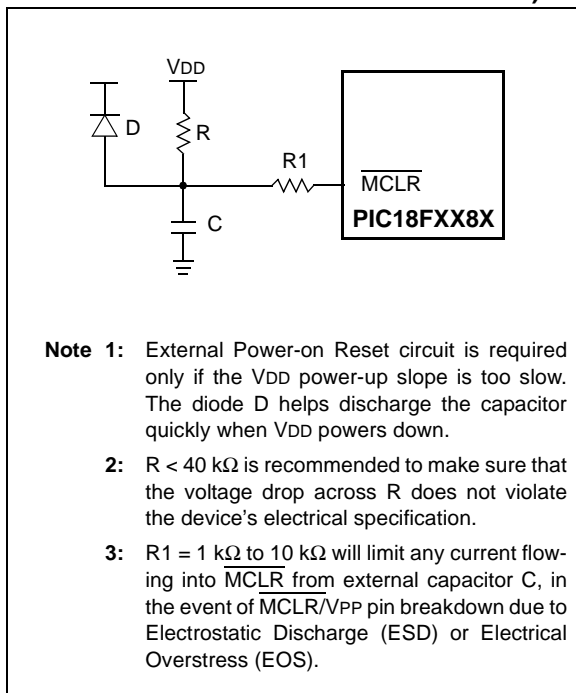 VDD
D
R
R1
MCLR
C
PIC18FXX8X
Note 1: External Power-on Reset circuit is required
only if the VDD power-up slope is too slow.
The diode D helps discharge the capacitor
quickly when VDD powers down.
2: R < 40 kΩ is recommended to make sure that
the voltage drop across R does not violate
the device's electrical specification.
3: R1 = 1 kΩ to 10 kΩ will limit any current flow-
ing into MCLR from external capacitor C, in
the event of MCLR/VPP pin breakdown due to
Electrostatic Discharge (ESD) or Electrical
Overstress (EOS).